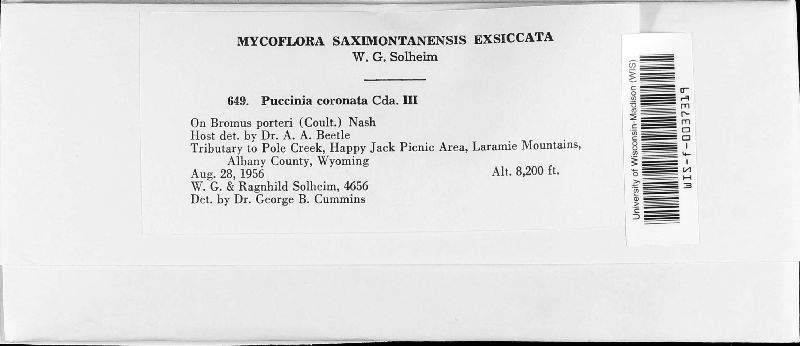 MYCOFLORA SAXIMONTANENSIS EXSICCATA
W. G. Solheim
649. Puccinia coronata Cda. III
On Bromus porteri (Coult.) Nash
Host det. by Dr. A. A. Beetle
Tributary to Pole Creek, Happy Jack Picnic Area, Laramie Mountains,
Albany County, Wyoming
Aug. 28, 1956 Alt. 8,200 ft.
W. G. & Ragnhild Solheim, 4656
Det. by Dr. George B. Cummins
University of Wisconsin-Madison (WIS)
WIS-f-0037319